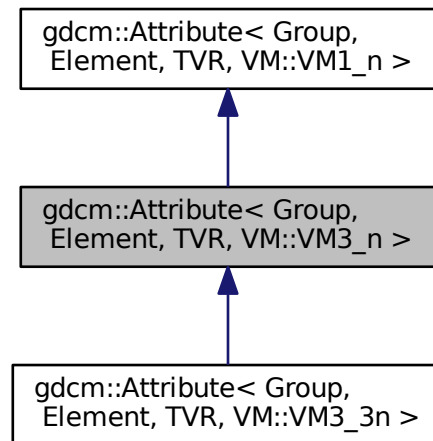 gdcm::Attribute< Group,
Element, TVR, VM::VM1_n >
gdcm::Attribute< Group,
Element, TVR, VM::VM3_n >
gdcm::Attribute< Group,
Element, TVR, VM::VM3_3n >